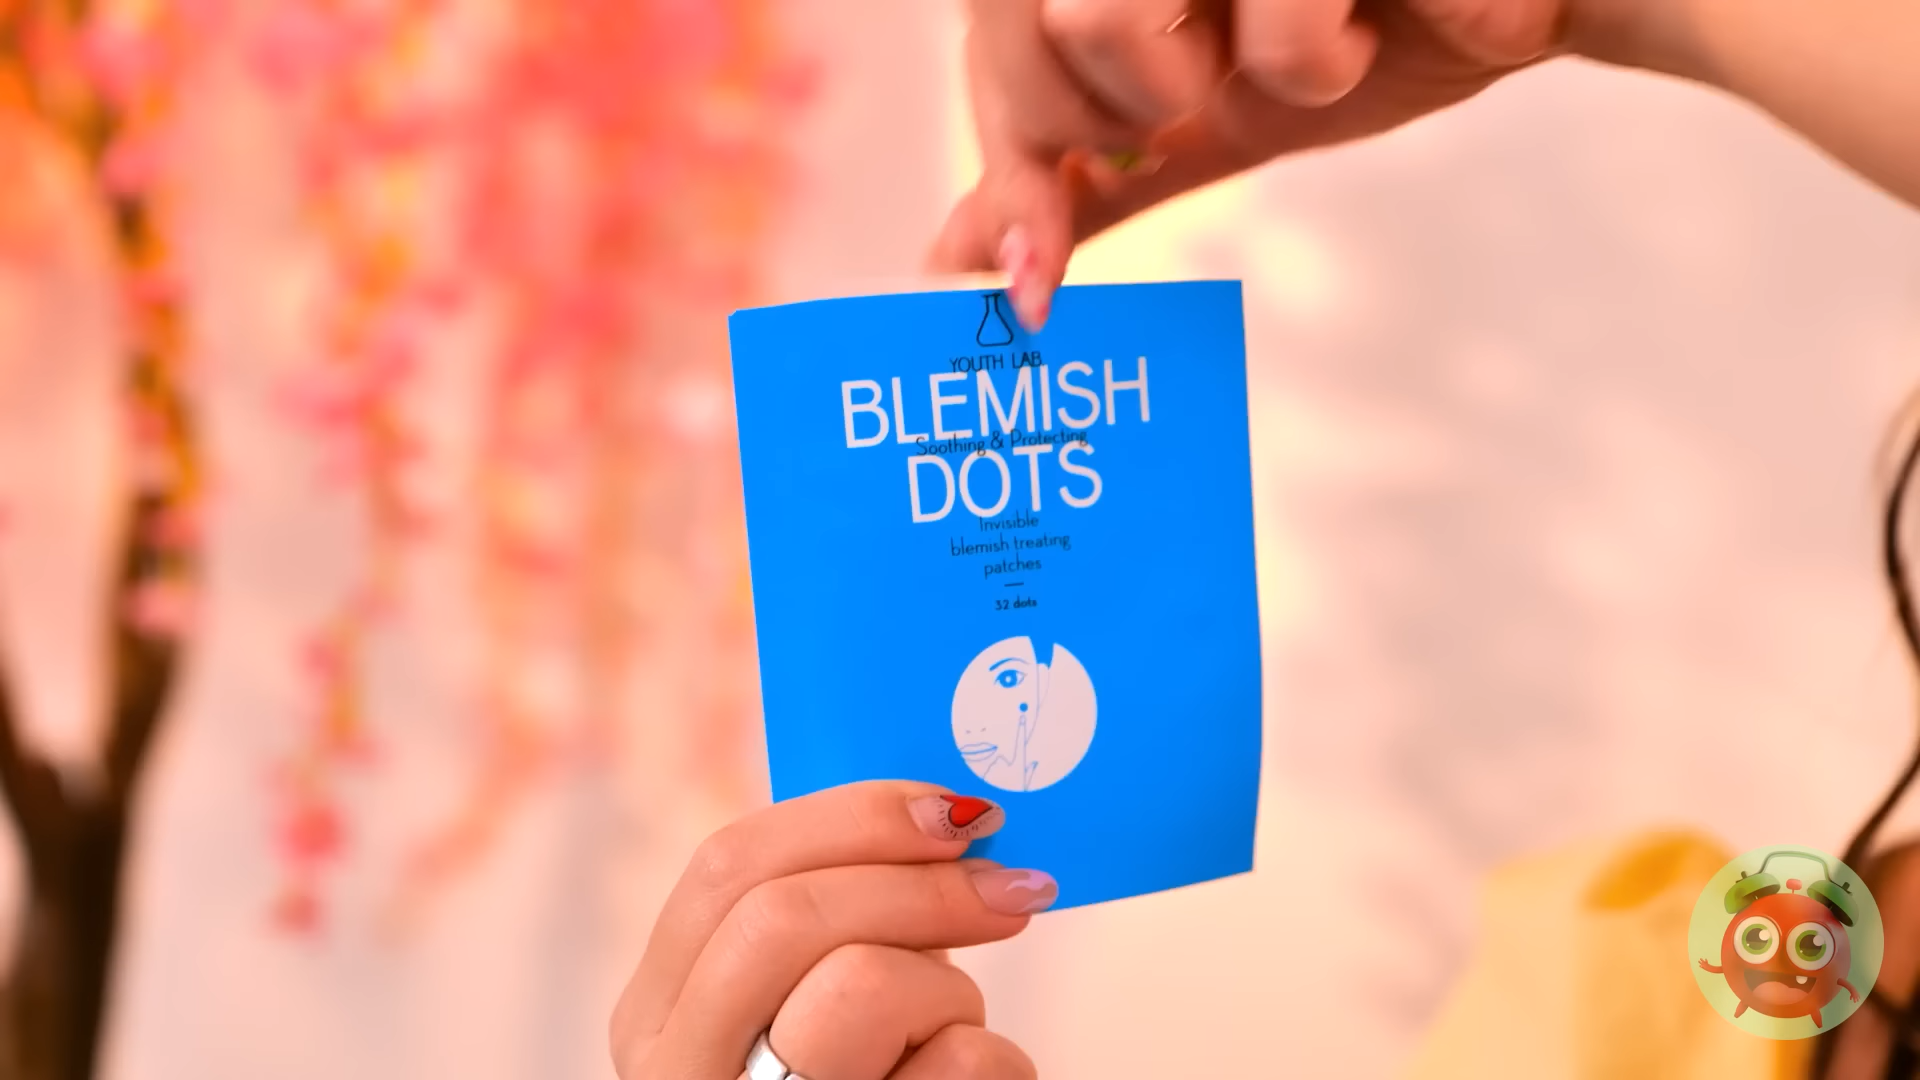 YOUTH LAB.
BLEMISH
Soothing & Protecting
DOTS
Invisible
blemish treating
patches
32 dots